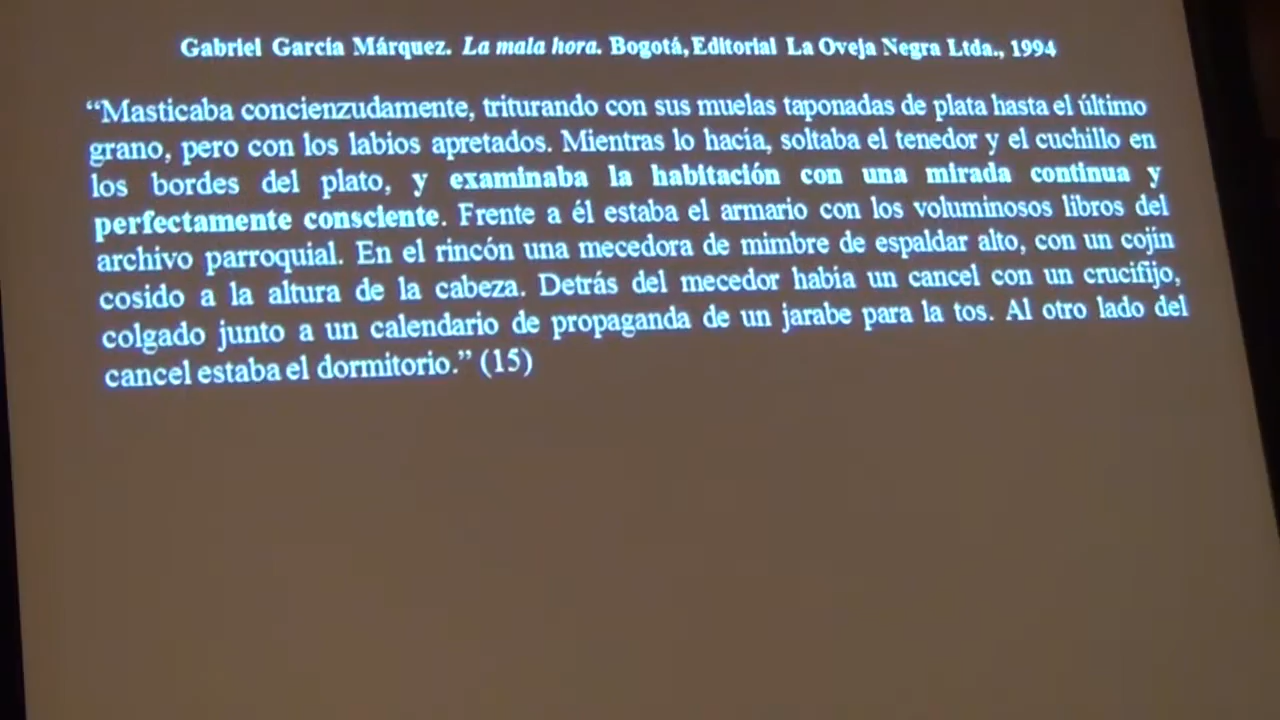 Gabriel García Márquez. La mala hora. Bogotá, Editorial La Oveja Negra Ltda., 1994
“Masticaba concienzudamente, triturando con sus muelas taponadas de plata hasta el último
grano, pero con los labios apretados. Mientras lo hacía, soltaba el tenedor y el cuchillo en
los bordes del plato, y examinaba la habitación con una mirada continua y
perfectamente consciente. Frente a él estaba el armario con los voluminosos libros del
archivo parroquial. En el rincón una mecedora de mimbre de espaldar alto, con un cojín
cosido a la altura de la cabeza. Detrás del mecedor había un cancel con un crucifijo,
colgado junto a un calendario de propaganda de un jarabe para la tos. Al otro lado del
cancel estaba el dormitorio.” (15)